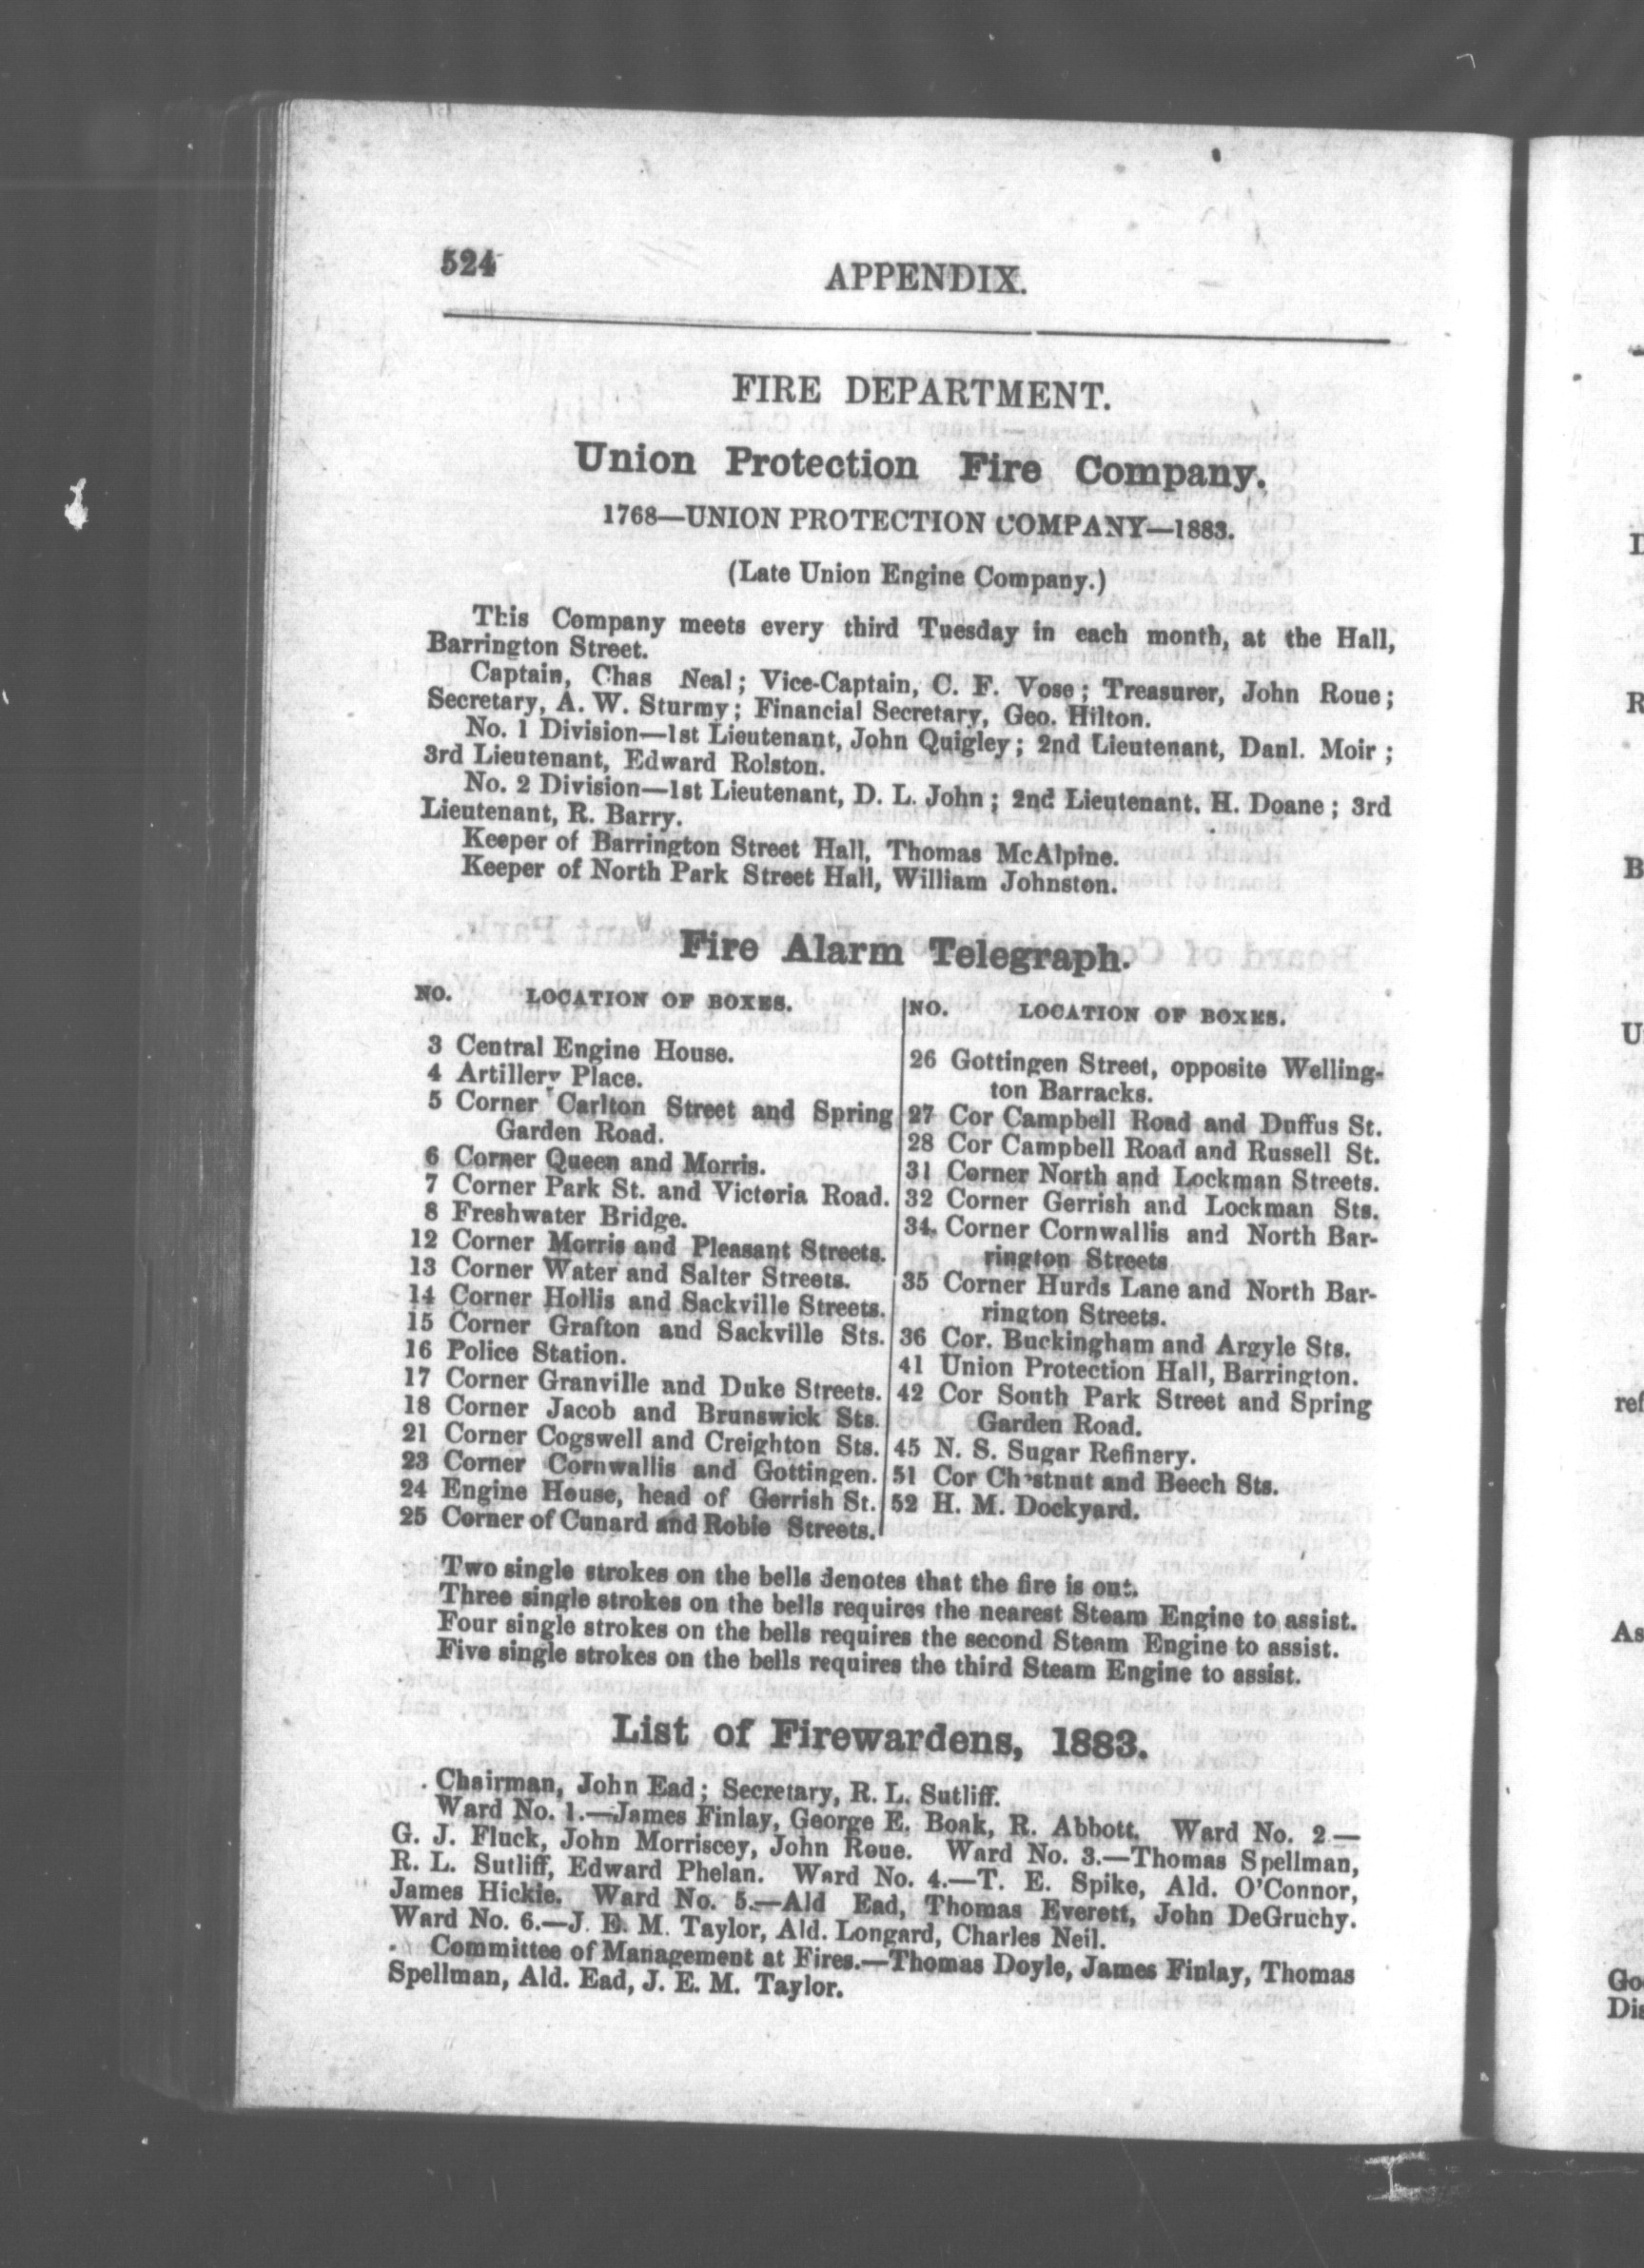 524
APPENDIX.
FIRE DEPARTMENT.
Union Protection Fire Company.
1768—UNION PROTECTION COMPANY—1883.
(Late Union Engine Company.)
This Company meets every third Tuesday in each month, at the Hall,
Barrington Street.
Captain, Chas Neal; Vice-Captain, C. F. Vose; Treasurer, John Roue;
Secretary, A. W. Sturmy; Financial Secretary, Geo. Hilton.
No. 1 Division—1st Lieutenant, John Quigley; 2nd Lieutenant, Danl. Moir;
3rd Lieutenant, Edward Rolston.
No. 2 Division—1st Lieutenant, D. L. John; 2nd Lieutenant. H. Doane; 3rd
Lieutenant, R. Barry.
Keeper of Barrington Street Hall, Thomas McAlpine.
Keeper of North Park Street Hall, William Johnston.
Fire Alarm Telegraph.
NO. LOCATION OF BOXES.
3 Central Engine House.
4 Artillery Place.
5 Corner Carlton Street and Spring
Garden Road.
6 Corner Queen and Morris.
7 Corner Park St. and Victoria Road.
8 Freshwater Bridge.
12 Corner Morris and Pleasant Streets.
13 Corner Water and Salter Streets.
14 Corner Hollis and Sackville Streets.
15 Corner Grafton and Sackville Sts.
16 Police Station.
17 Corner Granville and Duke Streets.
18 Corner Jacob and Brunswick Sts.
21 Corner Cogswell and Creighton Sts.
23 Corner Cornwallis and Gottingen.
24 Engine House, head of Gerrish St.
25 Corner of Cunard and Robie Streets.
NO. LOCATION OF BOXES.
26 Gottingen Street, opposite Welling-
ton Barracks.
27 Cor Campbell Road and Duffus St.
28 Cor Campbell Road and Russell St.
31 Corner North and Lockman Streets.
32 Corner Gerrish and Lockman Sts.
34. Corner Cornwallis and North Bar-
rington Streets
35 Corner Hurds Lane and North Bar-
rington Streets.
36 Cor. Buckingham and Argyle Sts.
41 Union Protection Hall, Barrington.
42 Cor South Park Street and Spring
Garden Road.
45 N. S. Sugar Refinery.
51 Cor Chestnut and Beech Sts.
52 H. M. Dockyard.
Two single strokes on the bells denotes that the fire is out.
Three single strokes on the bells requires the nearest Steam Engine to assist.
Four single strokes on the bells requires the second Steam Engine to assist.
Five single strokes on the bells requires the third Steam Engine to assist.
List of Firewardens, 1883.
Chairman, John Ead; Secretary, R. L. Sutliff.
Ward No. 1.—James Finlay, George E. Boak, R. Abbott. Ward No. 2—
G. J. Fluck, John Morriscey, John Roue. Ward No. 3.—Thomas Spellman,
R. L. Sutliff, Edward Phelan. Ward No. 4.—T. E. Spike, Ald. O'Connor,
James Hickie. Ward No. 5.—Ald Ead, Thomas Everett, John DeGruchy.
Ward No. 6.—J. E. M. Taylor, Ald. Longard, Charles Neil.
Committee of Management at Fires.—Thomas Doyle, James Finlay, Thomas
Spellman, Ald. Ead, J. E. M. Taylor.